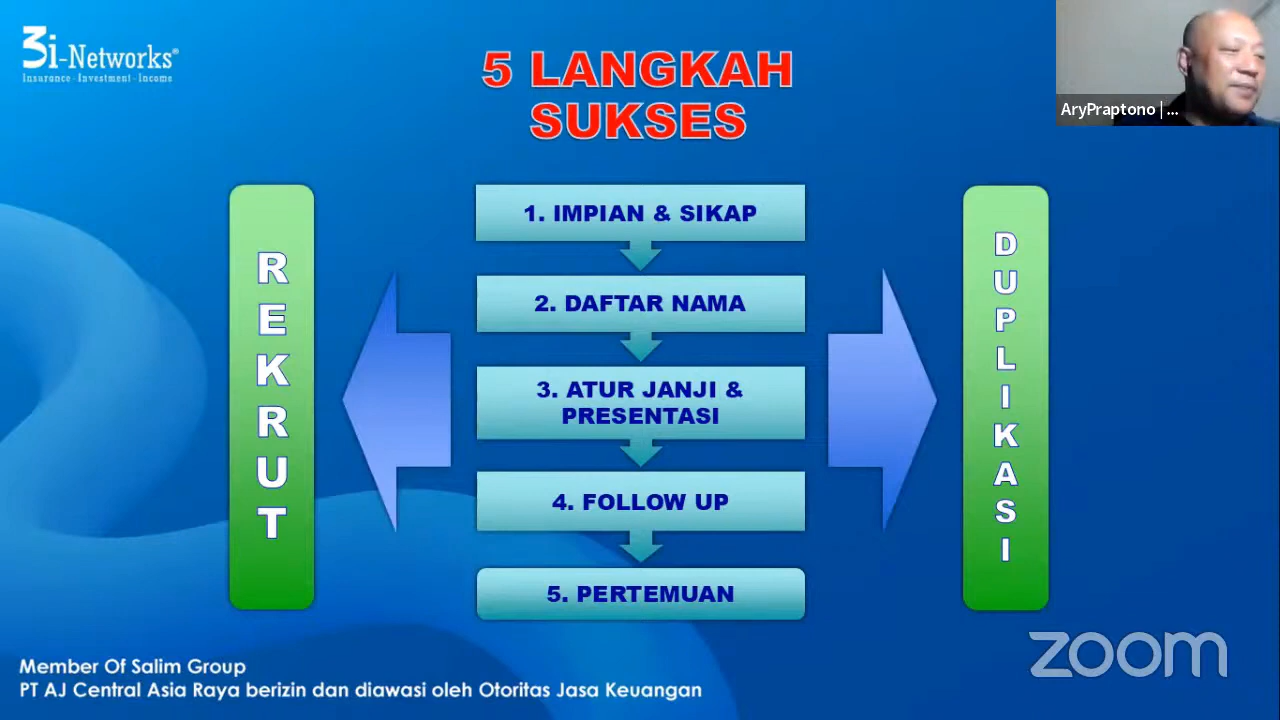 3i-Networks®
Insurance - Investment - Income
5 LANGKAH
SUKSES
AryPraptono | ...
REKRUT
1. IMPIAN & SIKAP
2. DAFTAR NAMA
3. ATUR JANJI &
PRESENTASI
4. FOLLOW UP
5. PERTEMUAN
DUPLIKASI
zoom
Member Of Salim Group
PT AJ Central Asia Raya berizin dan diawasi oleh Otoritas Jasa Keuangan